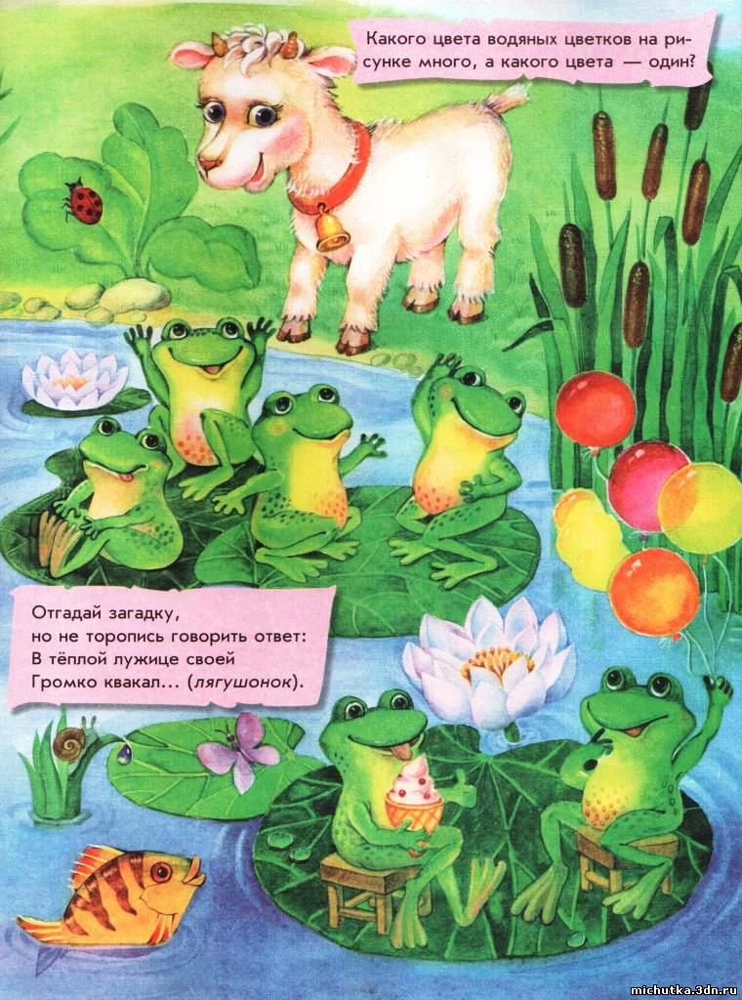 Какого цвета водяных цветков на ри-
сунке много, а какого цвета — один?
Отгадай загадку,
но не торопись говорить ответ:
В тёплой лужице своей
Громко квакал... (лягушонок).
michutka.3dn.ru